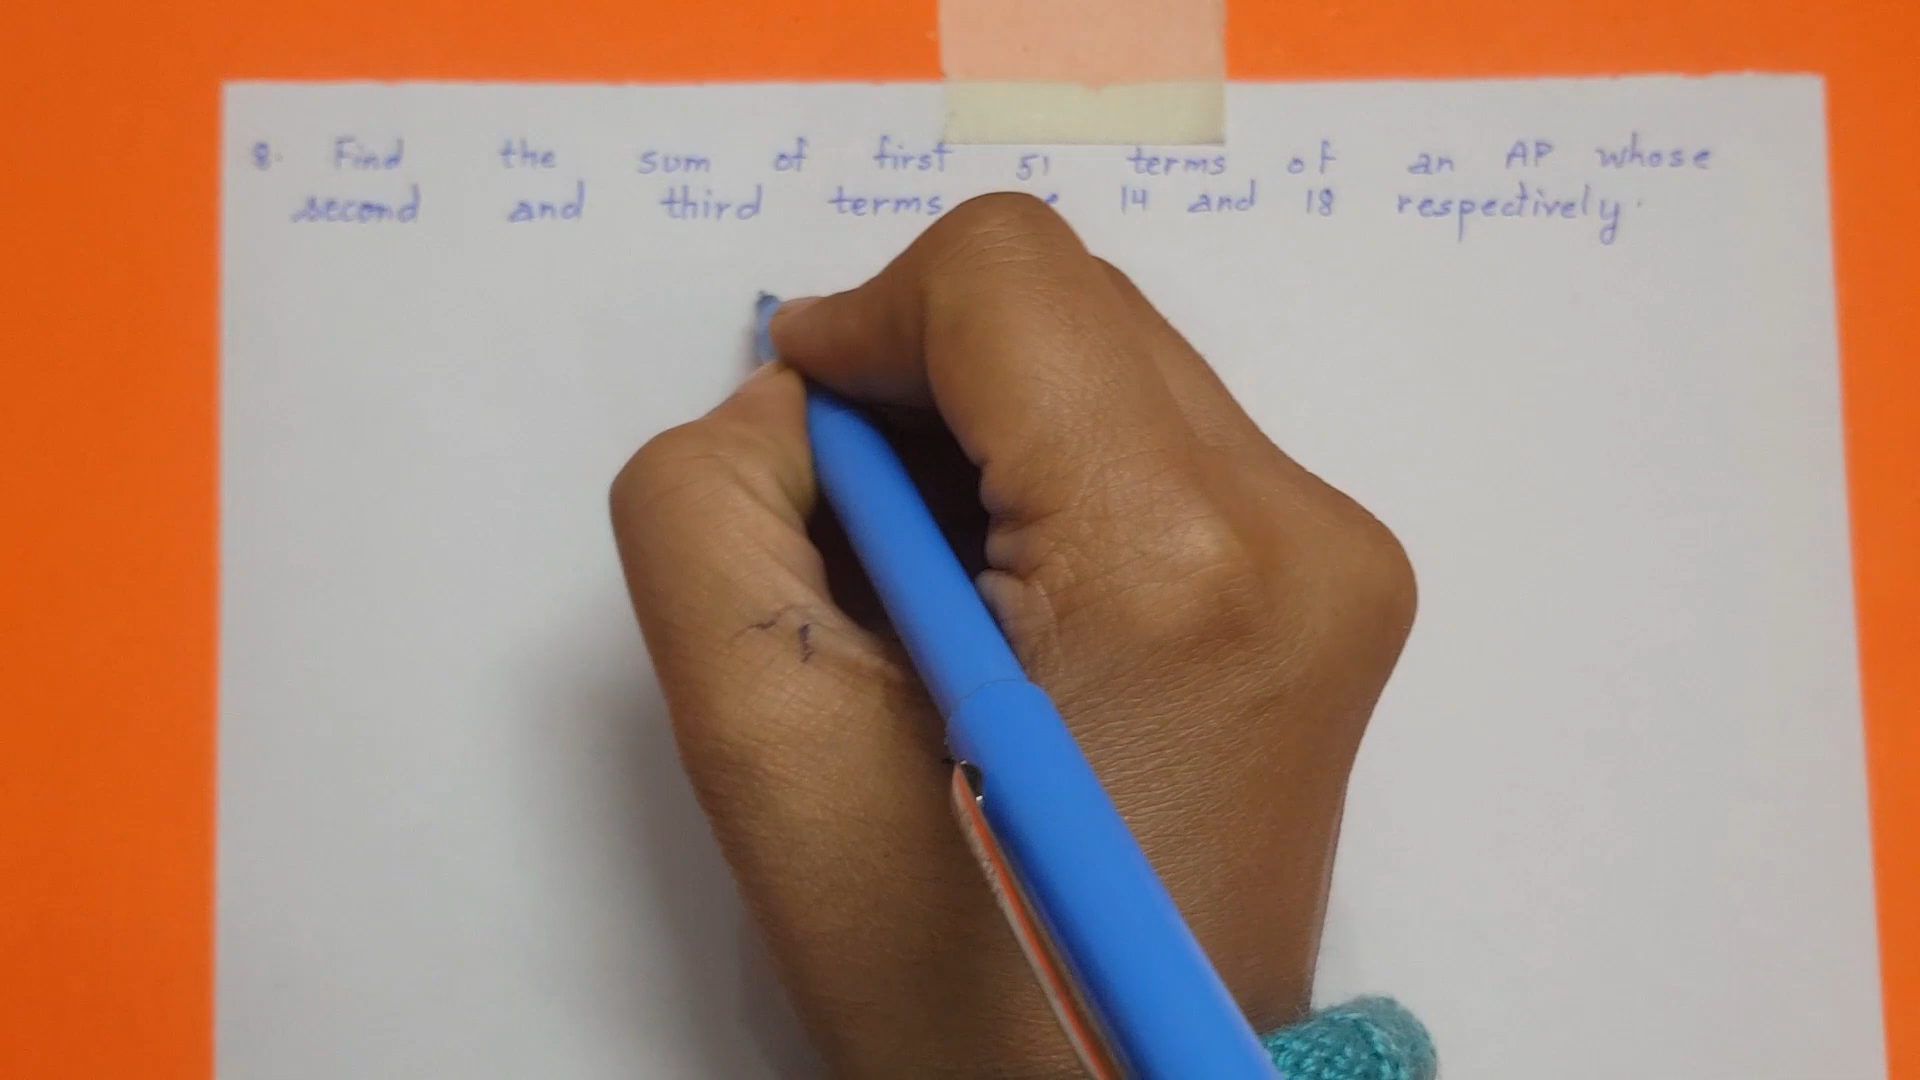 8. Find the sum of first 51 terms of an AP whose
second and third terms 14 and 18 respectively.